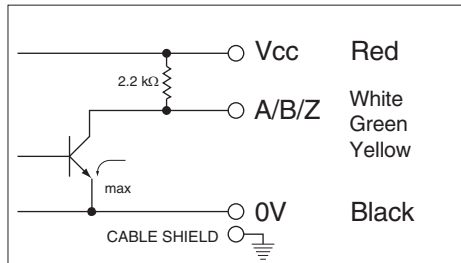 Vcc Red
2.2 kΩ
A/B/Z White
Green
Yellow
max
0V Black
CABLE SHIELD